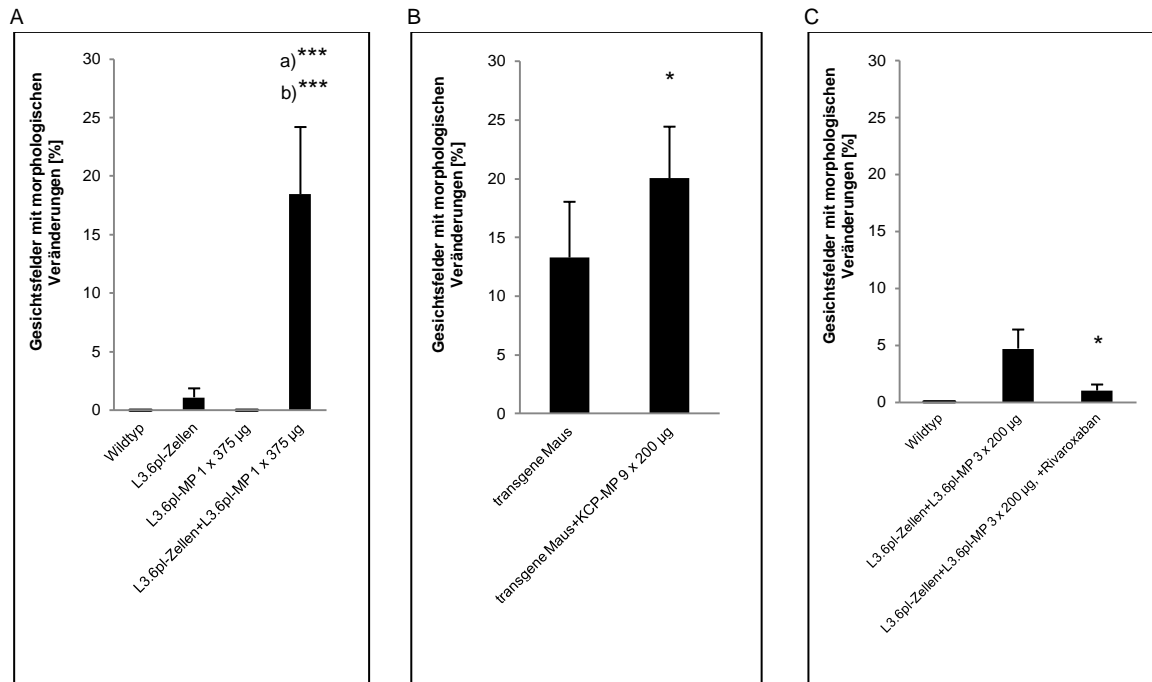 A
Gesichtsfelder mit morphologischen
Veränderungen [%]
30
25
20
15
10
5
0
a)***
b)***
Wildtyp
L3.6pl-Zellen
L3.6pl-MP 1 x 375 µg
L3.6pl-Zellen+L3.6pl-MP 1 x 375 µg
B
Gesichtsfelder mit morphologischen
Veränderungen [%]
30
25
20
15
10
5
0
*
transgene Maus
transgene Maus+KCP-MP 9 x 200 µg
C
Gesichtsfelder mit morphologischen
Veränderungen [%]
30
25
20
15
10
5
0
*
Wildtyp
L3.6pl-Zellen+L3.6pl-MP 3 x 200 µg
L3.6pl-Zellen+L3.6pl-MP 3 x 200 µg, +Rivaroxaban